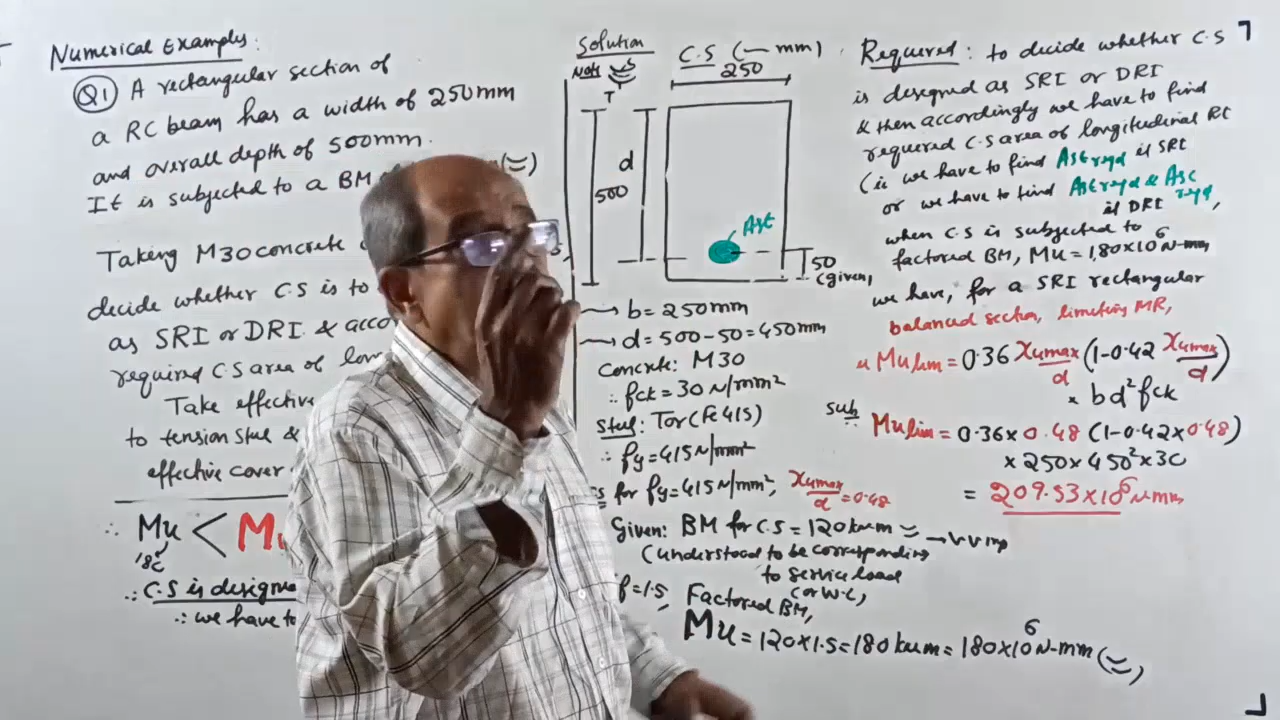 Numerical Examples:
Q1 A rectangular section of
a RC beam has a width of 250mm
and overall depth of 500mm.
It is subjected to a BM
Taking M30 concrete
decide whether C.S is to
as SRI or DRI & acco
required C.S area of lon
Take effective
to tension steel &
effective cover
∴ Mu < Mu
180
∴ C.S is designe
∴ we have to
Solution
Note
C.S (— mm)
250
d
500
Ast
50
(given)
b = 250mm
d = 500-50 = 450mm
Concrete: M30
∴ fck = 30 N/mm²
Steel: Tor (Fe415)
∴ fy = 415 N/mm²
for fy = 415 N/mm², xumax/d = 0.48
Given: BM for C.S = 120 kNm → VVImp
(understood to be corresponding
to service load
(or W.L)
f = 1.5, Factored BM,
Mu = 120×1.5 = 180 kNm = 180×10⁶ N-mm
Required: to decide whether C.S
is designed as SRI or DRI
& then accordingly we have to find
required C.S area of longitudinal RC
(ie we have to find Ast reqd if SRI
or we have to find Ast reqd & Asc reqd
if DRI,
when C.S is subjected to
factored BM, Mu = 180×10⁶ N-mm
we have, for a SRI rectangular
balanced section, limiting MR,
Mulim = 0.36 xumax/d (1-0.42 xumax/d)
× bd² fck
Sub
Mulim = 0.36 × 0.48 (1-0.42×0.48)
× 250 × 450² × 30
= 209.53×10⁶ N-mm
7